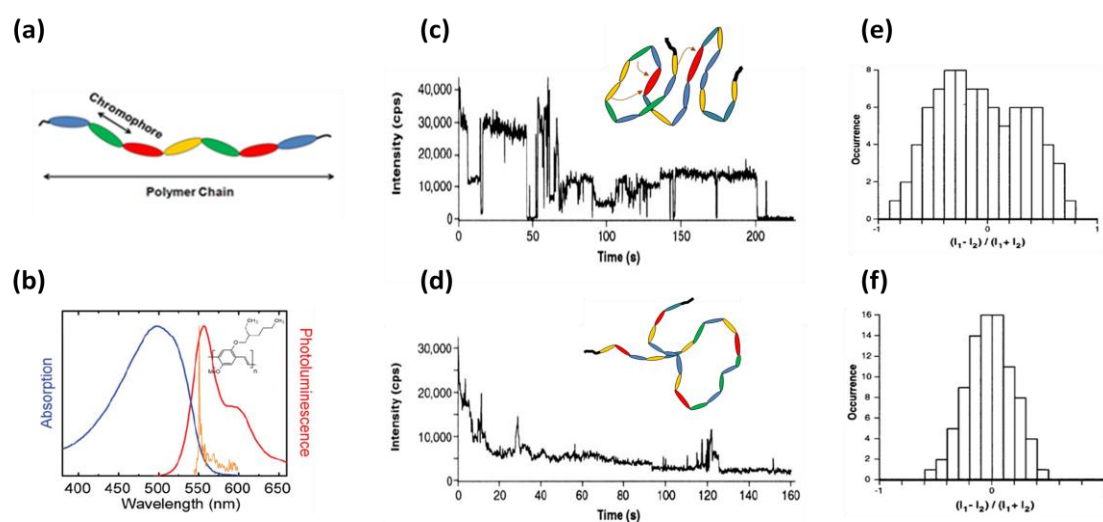 (a)
Chromophore
Polymer Chain
(b)
Absorption
Photoluminescence
CH₃
CH₃
O
MeO
n
400 450 500 550 600 650
Wavelength (nm)
(c)
Intensity (cps)
40,000
30,000
20,000
10,000
0
0 50 100 150 200
Time (s)
(d)
Intensity (cps)
30,000
20,000
10,000
0
0 20 40 60 80 100 120 140 160
Time (s)
(e)
Occurrence
8
6
4
2
0
-1 0 1
(I₁- I₂) / (I₁+ I₂)
(f)
Occurrence
16
14
12
10
8
6
4
2
0
-1 0 1
(I₁- I₂) / (I₁+ I₂)